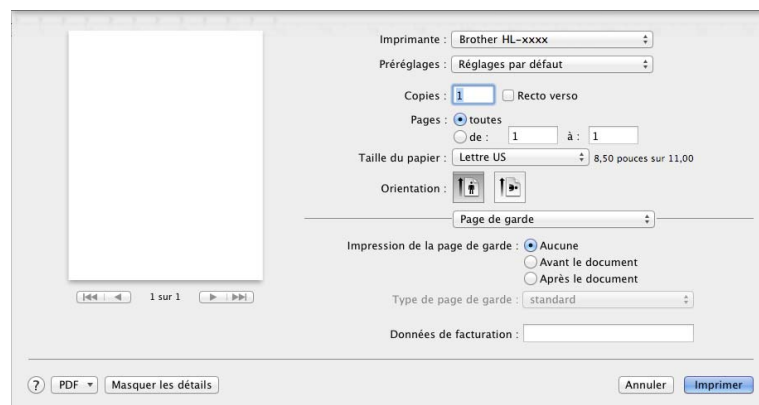 Imprimante : Brother HL-xxxx
Préréglages : Réglages par défaut
Copies : 1 Recto verso
Pages : toutes
de : 1 à : 1
Taille du papier : Lettre US 8,50 pouces sur 11,00
Orientation :
Page de garde
Impression de la page de garde : Aucune
Avant le document
Après le document
1 sur 1
Type de page de garde : standard
Données de facturation :
? PDF Masquer les détails Annuler Imprimer